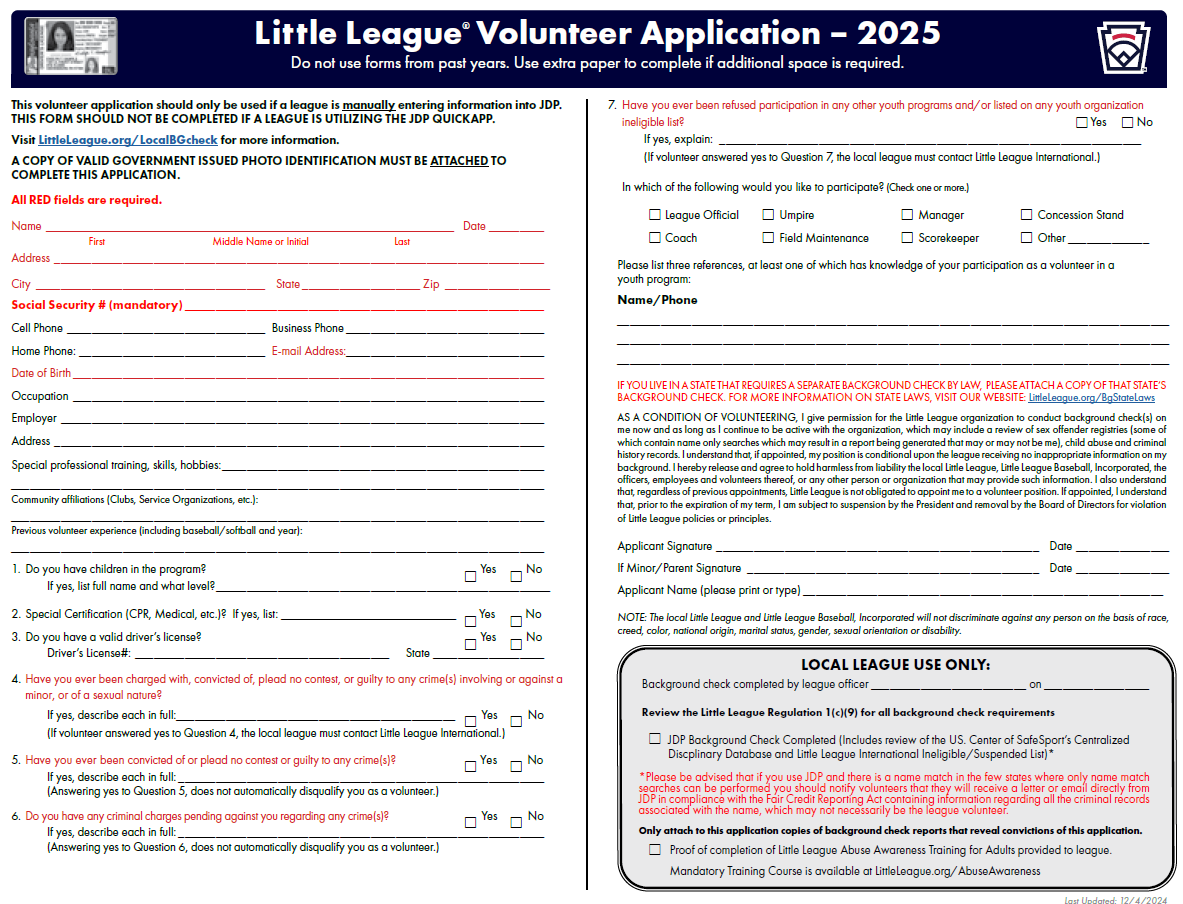 Little League® Volunteer Application – 2025
Do not use forms from past years. Use extra paper to complete if additional space is required.
This volunteer application should only be used if a league is manually entering information into JDP.
THIS FORM SHOULD NOT BE COMPLETED IF A LEAGUE IS UTILIZING THE JDP QUICKAPP.
Visit LittleLeague.org/LocalBGcheck for more information.
A COPY OF VALID GOVERNMENT ISSUED PHOTO IDENTIFICATION MUST BE ATTACHED TO
COMPLETE THIS APPLICATION.
All RED fields are required.
Name ____ Date ____
First Middle Name or Initial Last
Address ____
City ____ State ____ Zip ____
Social Security # (mandatory) ____
Cell Phone ____ Business Phone ____
Home Phone: ____ E-mail Address: ____
Date of Birth ____
Occupation ____
Employer ____
Address ____
Special professional training, skills, hobbies: ____
Community affiliations (Clubs, Service Organizations, etc.):
Previous volunteer experience (including baseball/softball and year):
1. Do you have children in the program? ☐ Yes ☐ No
If yes, list full name and what level? ____
2. Special Certification (CPR, Medical, etc.)? If yes, list: ____ ☐ Yes ☐ No
3. Do you have a valid driver's license? ☐ Yes ☐ No
Driver's License#: ____ State ____
4. Have you ever been charged with, convicted of, plead no contest, or guilty to any crime(s) involving or against a
minor, or of a sexual nature?
If yes, describe each in full: ____ ☐ Yes ☐ No
(If volunteer answered yes to Question 4, the local league must contact Little League International.)
5. Have you ever been convicted of or plead no contest or guilty to any crime(s)? ☐ Yes ☐ No
If yes, describe each in full: ____
(Answering yes to Question 5, does not automatically disqualify you as a volunteer.)
6. Do you have any criminal charges pending against you regarding any crime(s)? ☐ Yes ☐ No
If yes, describe each in full: ____
(Answering yes to Question 6, does not automatically disqualify you as a volunteer.)
7. Have you ever been refused participation in any other youth programs and/or listed on any youth organization
ineligible list? ☐ Yes ☐ No
If yes, explain: ____
(If volunteer answered yes to Question 7, the local league must contact Little League International.)
In which of the following would you like to participate? (Check one or more.)
☐ League Official ☐ Umpire ☐ Manager ☐ Concession Stand
☐ Coach ☐ Field Maintenance ☐ Scorekeeper ☐ Other ____
Please list three references, at least one of which has knowledge of your participation as a volunteer in a
youth program:
Name/Phone
IF YOU LIVE IN A STATE THAT REQUIRES A SEPARATE BACKGROUND CHECK BY LAW, PLEASE ATTACH A COPY OF THAT STATE'S
BACKGROUND CHECK. FOR MORE INFORMATION ON STATE LAWS, VISIT OUR WEBSITE: LittleLeague.org/BgStateLaws
AS A CONDITION OF VOLUNTEERING, I give permission for the Little League organization to conduct background check(s) on
me now and as long as I continue to be active with the organization, which may include a review of sex offender registries (some of
which contain name only searches which may result in a report being generated that may or may not be me), child abuse and criminal
history records. I understand that, if appointed, my position is conditional upon the league receiving no inappropriate information on my
background. I hereby release and agree to hold harmless from liability the local Little League, Little League Baseball, Incorporated, the
officers, employees and volunteers thereof, or any other person or organization that may provide such information. I also understand
that, regardless of previous appointments, Little League is not obligated to appoint me to a volunteer position. If appointed, I understand
that, prior to the expiration of my term, I am subject to suspension by the President and removal by the Board of Directors for violation
of Little League policies or principles.
Applicant Signature ____ Date ____
If Minor/Parent Signature ____ Date ____
Applicant Name (please print or type) ____
NOTE: The local Little League and Little League Baseball, Incorporated will not discriminate against any person on the basis of race,
creed, color, national origin, marital status, gender, sexual orientation or disability.
LOCAL LEAGUE USE ONLY:
Background check completed by league officer ____ on ____
Review the Little League Regulation 1(c)(9) for all background check requirements
☐ JDP Background Check Completed (Includes review of the US. Center of SafeSport's Centralized
Discplinary Database and Little League International Ineligible/Suspended List)*
*Please be advised that if you use JDP and there is a name match in the few states where only name match
searches can be performed you should notify volunteers that they will receive a letter or email directly from
JDP in compliance with the Fair Credit Reporting Act containing information regarding all the criminal records
associated with the name, which may not necessarily be the league volunteer.
Only attach to this application copies of background check reports that reveal convictions of this application.
☐ Proof of completion of Little League Abuse Awareness Training for Adults provided to league.
Mandatory Training Course is available at LittleLeague.org/AbuseAwareness
Last Updated: 12/4/2024